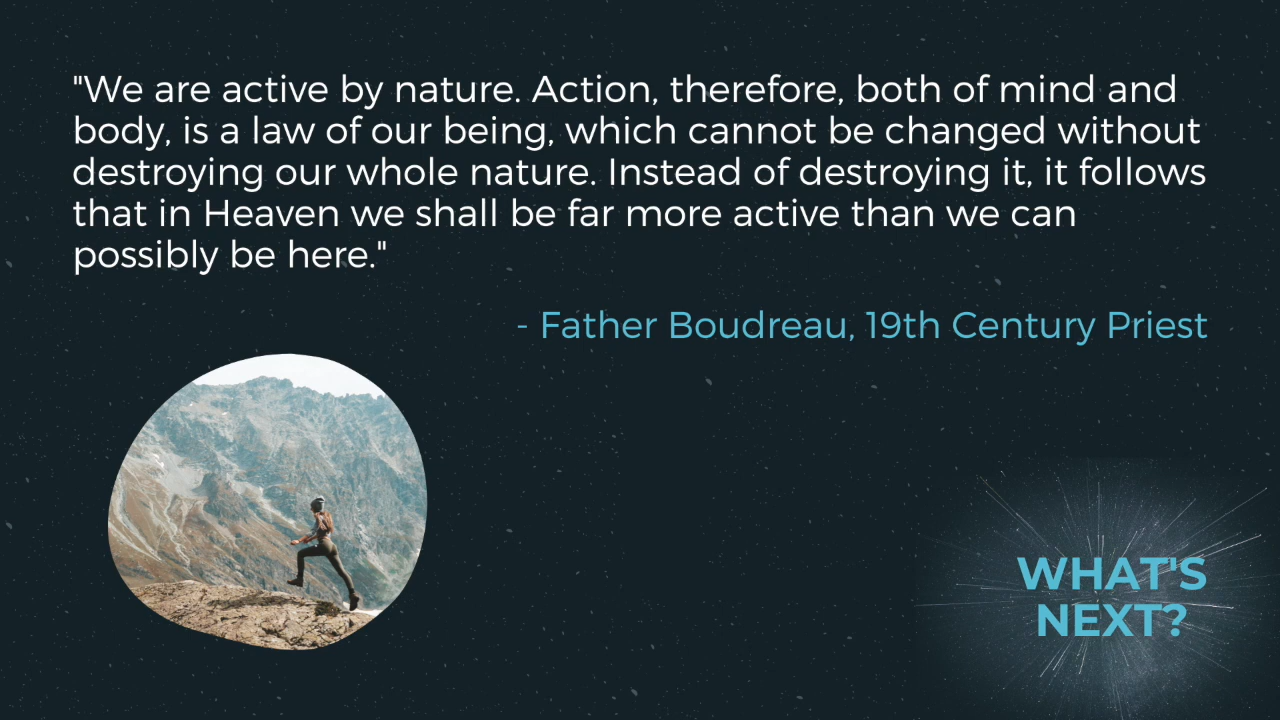 "We are active by nature. Action, therefore, both of mind and
body, is a law of our being, which cannot be changed without
destroying our whole nature. Instead of destroying it, it follows
that in Heaven we shall be far more active than we can
possibly be here."
- Father Boudreau, 19th Century Priest
WHAT'S
NEXT?